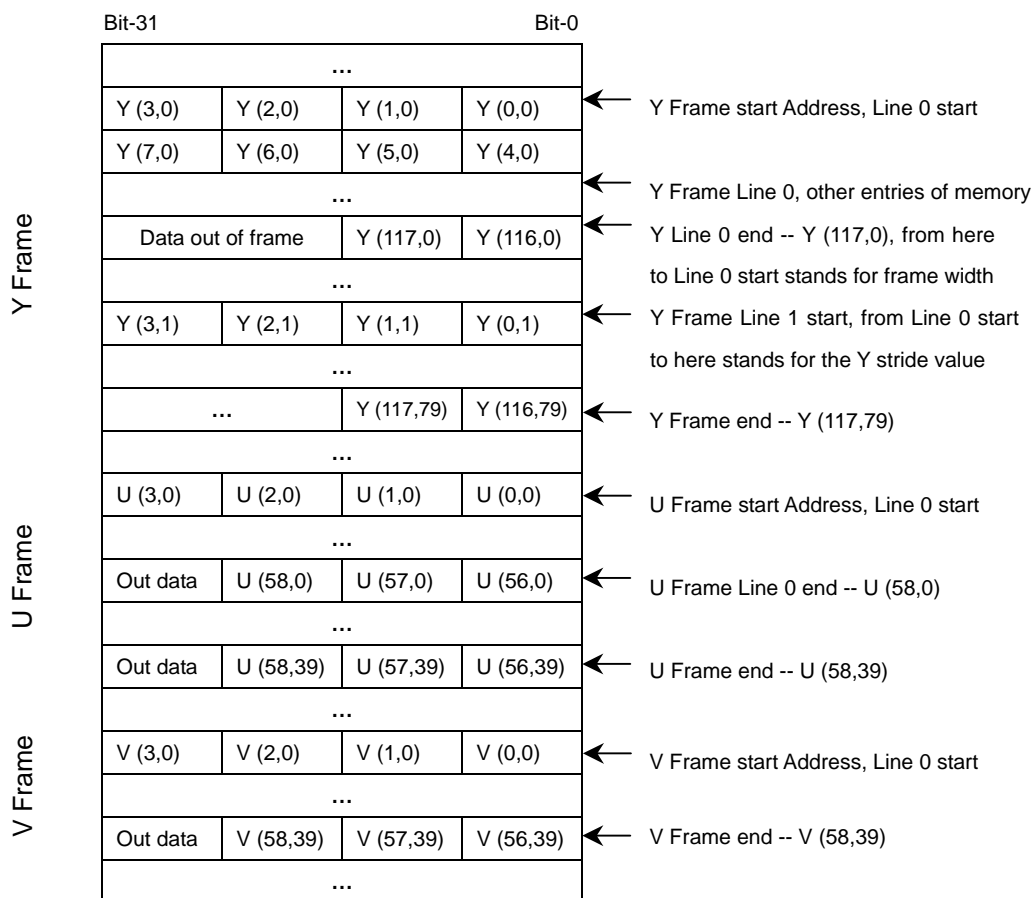 Bit-31 Bit-0
...
Y (3,0) Y (2,0) Y (1,0) Y (0,0) Y Frame start Address, Line 0 start
Y (7,0) Y (6,0) Y (5,0) Y (4,0)
... Y Frame Line 0, other entries of memory
Data out of frame Y (117,0) Y (116,0) Y Line 0 end -- Y (117,0), from here
... to Line 0 start stands for frame width
Y (3,1) Y (2,1) Y (1,1) Y (0,1) Y Frame Line 1 start, from Line 0 start
... to here stands for the Y stride value
... Y (117,79) Y (116,79) Y Frame end -- Y (117,79)
Y Frame
...
U (3,0) U (2,0) U (1,0) U (0,0) U Frame start Address, Line 0 start
...
Out data U (58,0) U (57,0) U (56,0) U Frame Line 0 end -- U (58,0)
...
Out data U (58,39) U (57,39) U (56,39) U Frame end -- U (58,39)
U Frame
...
V (3,0) V (2,0) V (1,0) V (0,0) V Frame start Address, Line 0 start
...
Out data V (58,39) V (57,39) V (56,39) V Frame end -- V (58,39)
V Frame
...